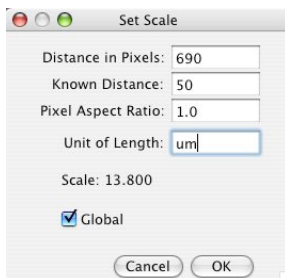 Set Scale
Distance in Pixels: 690
Known Distance: 50
Pixel Aspect Ratio: 1.0
Unit of Length: um
Scale: 13.800
Global
Cancel OK